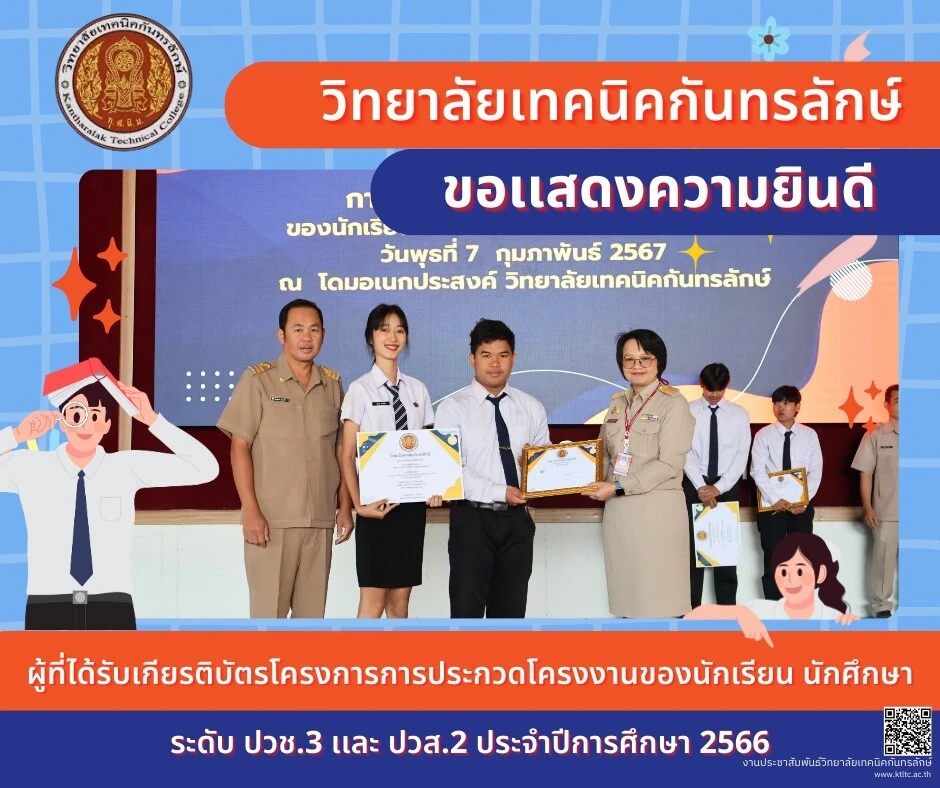 วิทยาลัยเทคนิคกันทรลักษ์
Kantharalak Technical College
วิทยาลัยเทคนิคกันทรลักษ์
ขอแสดงความยินดี
กา
ของนักเรีย
วันพุธที่ 7 กุมภาพันธ์ 2567
ณ โดมอเนกประสงค์ วิทยาลัยเทคนิคกันทรลักษ์
ผู้ที่ได้รับเกียรติบัตรโครงการการประกวดโครงงานของนักเรียน นักศึกษา
ระดับ ปวช.3 และ ปวส.2 ประจำปีการศึกษา 2566
งานประชาสัมพันธ์วิทยาลัยเทคนิคกันทรลักษ์
www.ktltc.ac.th